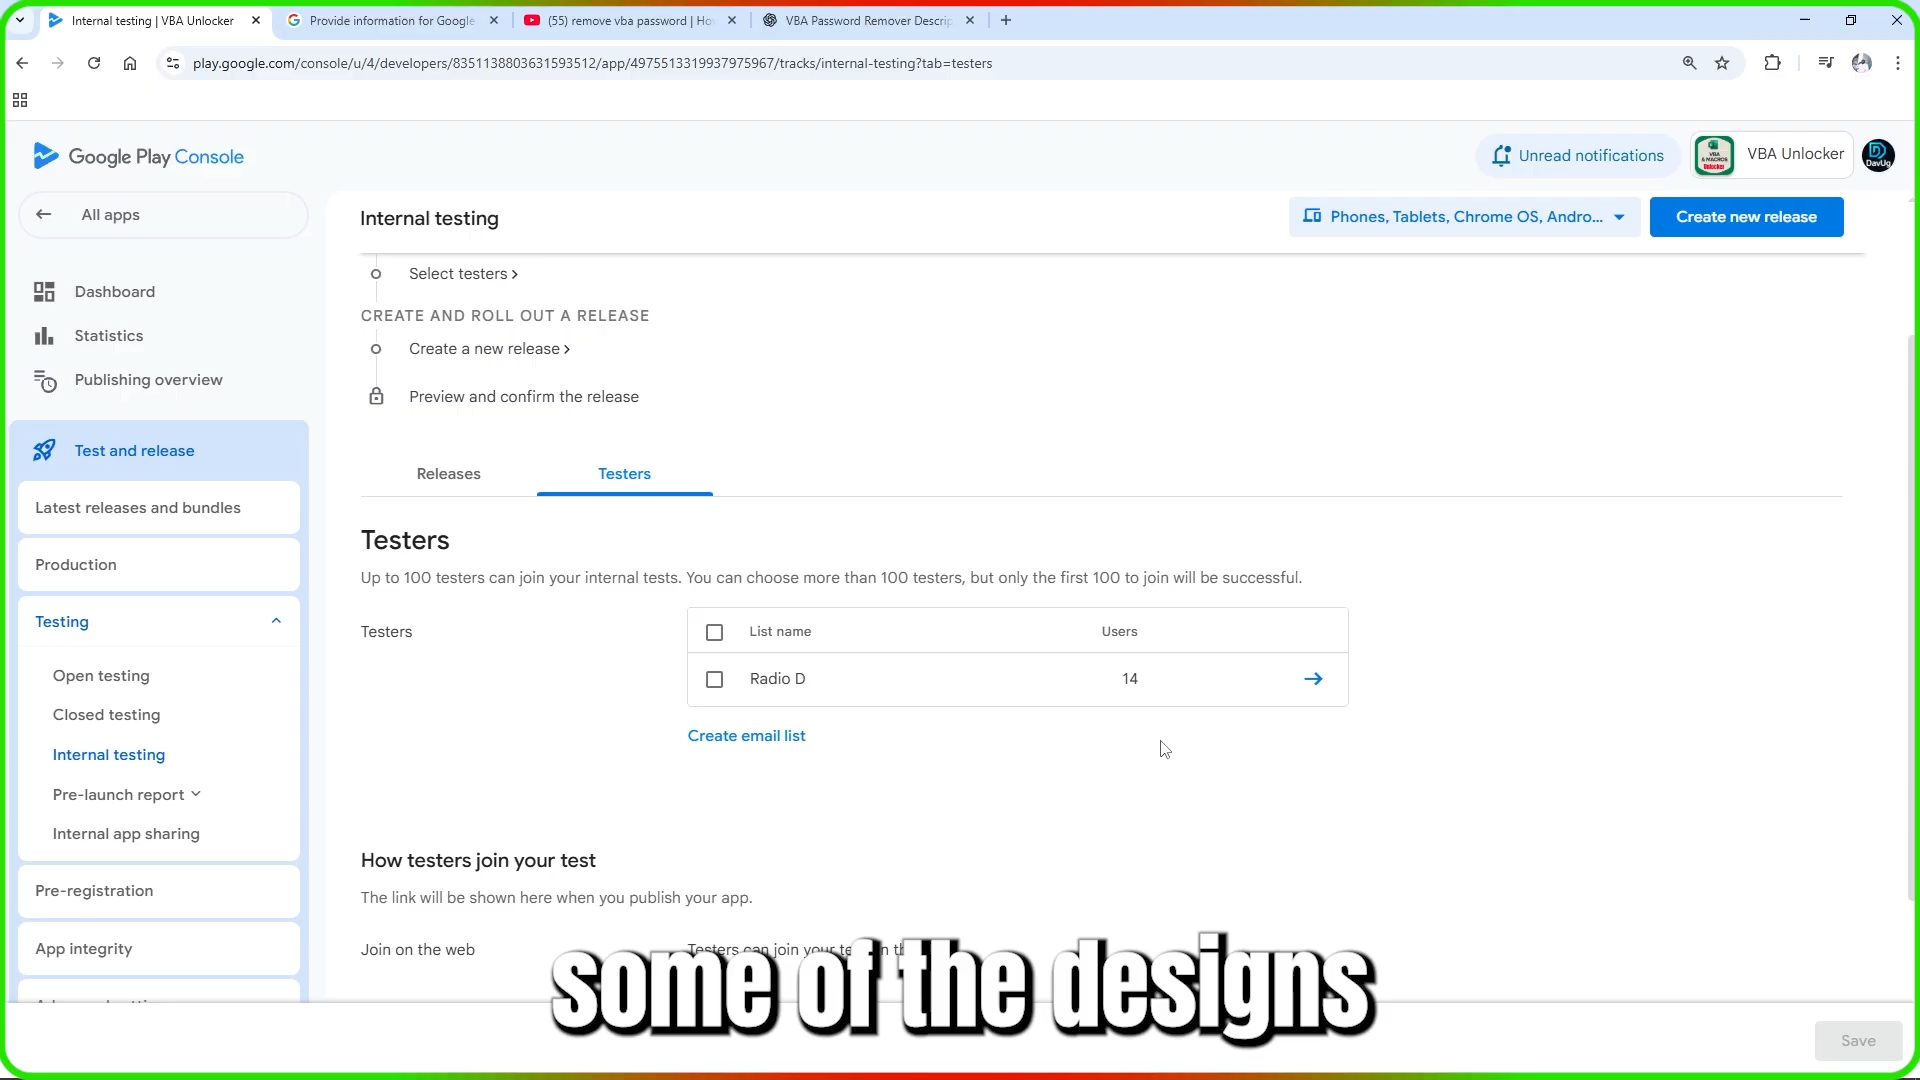 Internal testing | VBA Unlocker
Provide information for Google
(55) remove vba password | Ho
VBA Password Remover Descrip
play.google.com/console/u/4/developers/8351138803631593512/app/4975513319937975967/tracks/internal-testing?tab=testers
Google Play Console
Unread notifications
VBA Unlocker
All apps
Internal testing
Phones, Tablets, Chrome OS, Andro...
Create new release
Select testers
CREATE AND ROLL OUT A RELEASE
Create a new release
Preview and confirm the release
Dashboard
Statistics
Publishing overview
Test and release
Latest releases and bundles
Production
Testing
Open testing
Closed testing
Internal testing
Pre-launch report
Internal app sharing
Pre-registration
App integrity
Releases
Testers
Testers
Up to 100 testers can join your internal tests. You can choose more than 100 testers, but only the first 100 to join will be successful.
Testers
List name
Users
Radio D
14
Create email list
How testers join your test
The link will be shown here when you publish your app.
Join on the web
Testers can join your
some of the designs
Save